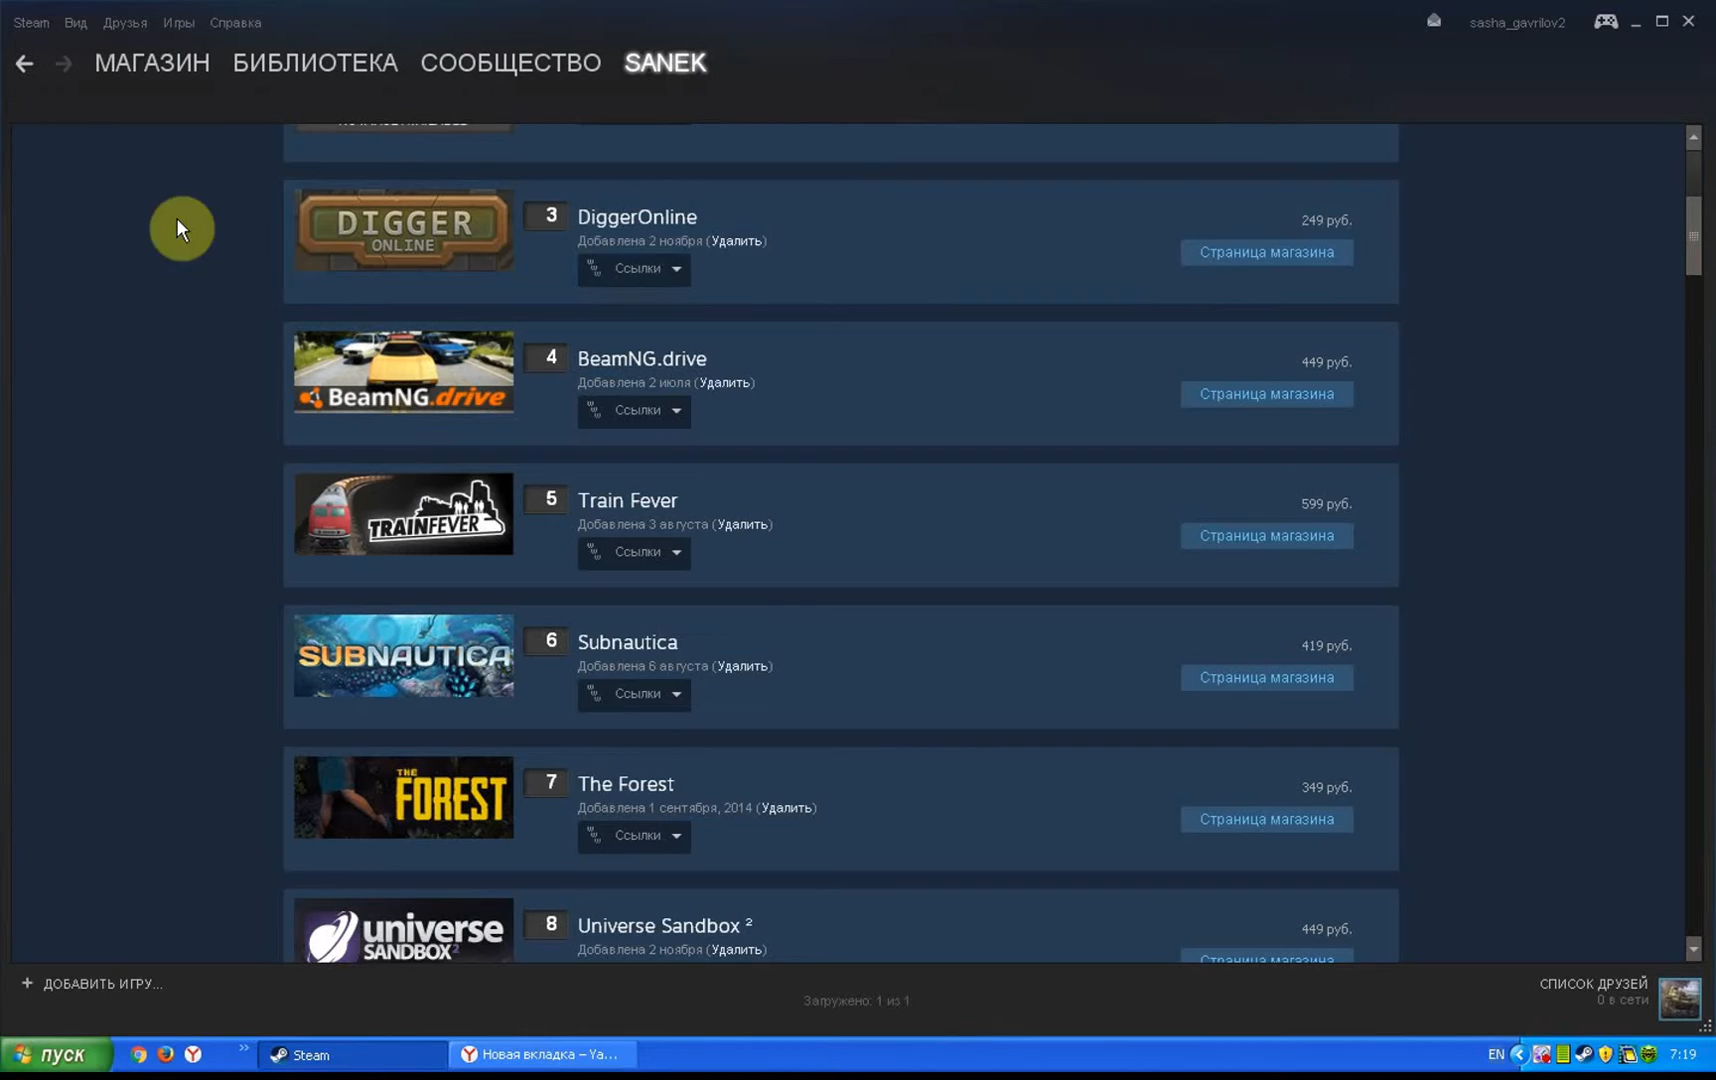 Steam Вид Друзья Игры Справка
sasha_gavrilov2
МАГАЗИН БИБЛИОТЕКА СООБЩЕСТВО SANEK
DIGGER
ONLINE
3 DiggerOnline
Добавлена 2 ноября (Удалить)
Ссылки
249 руб.
Страница магазина
BeamNG.drive
4 BeamNG.drive
Добавлена 2 июля (Удалить)
Ссылки
449 руб.
Страница магазина
TRAINFEVER
5 Train Fever
Добавлена 3 августа (Удалить)
Ссылки
599 руб.
Страница магазина
SUBNAUTICA
6 Subnautica
Добавлена 6 августа (Удалить)
Ссылки
419 руб.
Страница магазина
THE
FOREST
7 The Forest
Добавлена 1 сентября, 2014 (Удалить)
Ссылки
349 руб.
Страница магазина
universe
SANDBOX²
8 Universe Sandbox ²
Добавлена 2 ноября (Удалить)
449 руб.
Страница магазина
+ ДОБАВИТЬ ИГРУ...
Загружено: 1 из 1
СПИСОК ДРУЗЕЙ
0 в сети
пуск
Steam
Новая вкладка – Ya...
EN
7:19